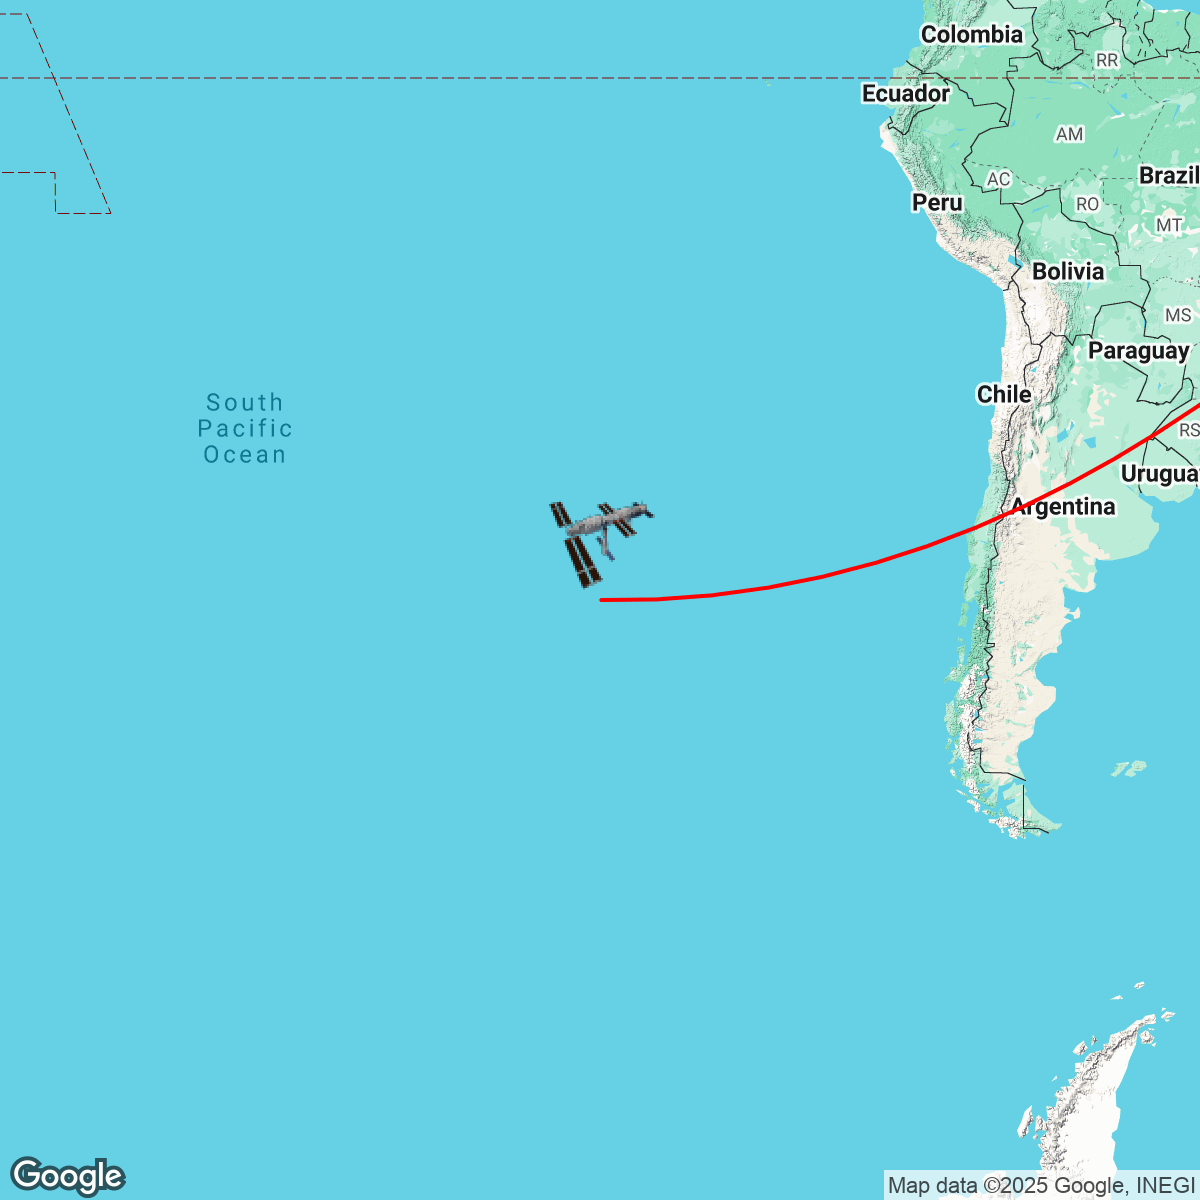 Colombia
RR
Ecuador
AM
AC
Brazil
Peru
RO
MT
Bolivia
MS
Paraguay
Chile
South
Pacific
Ocean
RS
Urugua
Argentina
Google
Map data ©2025 Google, INEGI